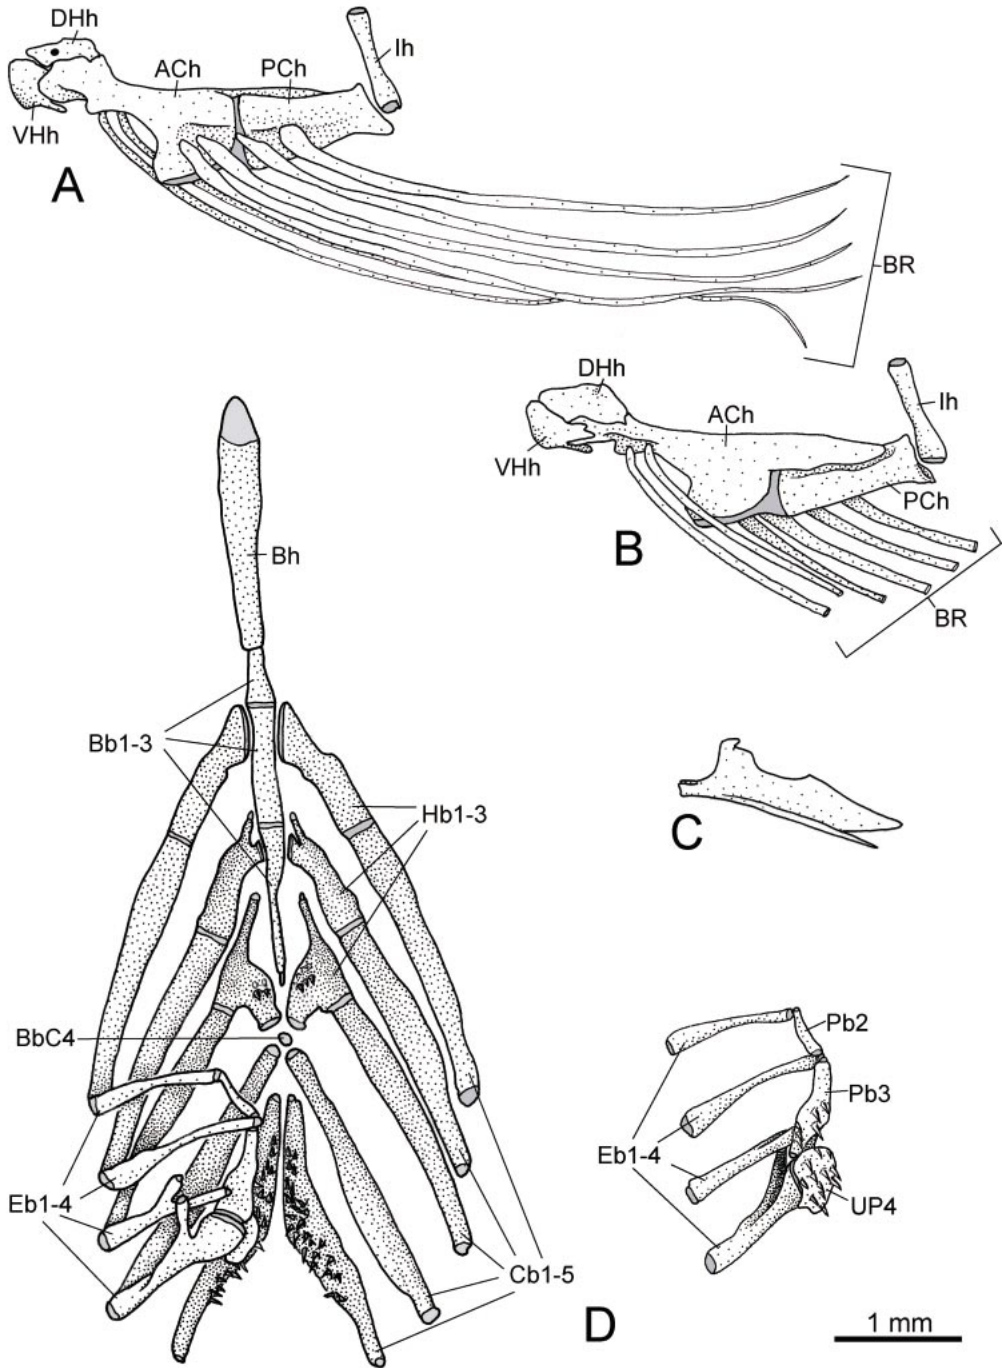 DHh
ACh
PCh
Ih
VHh
A
BR
DHh
ACh
Ih
VHh
PCh
B
BR
Bh
Bb1-3
Hb1-3
C
BbC4
Pb2
Pb3
Eb1-4
Eb1-4
UP4
Cb1-5
D
1 mm